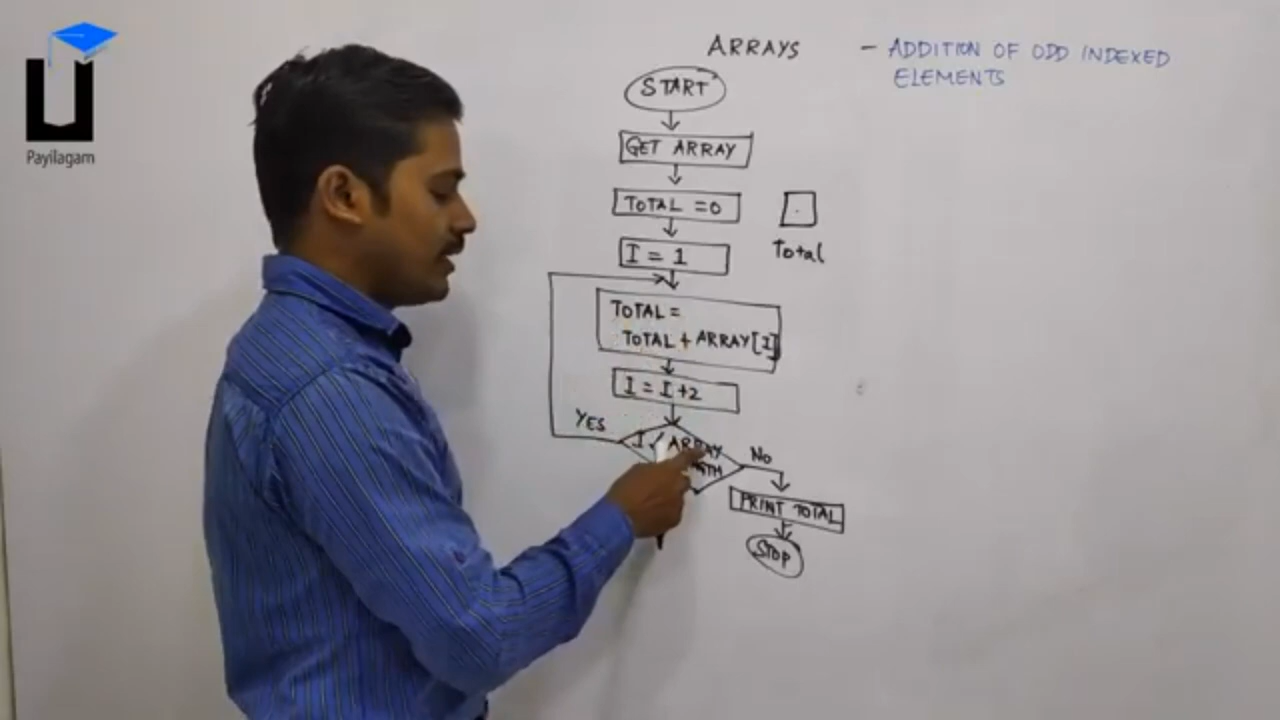 Payilagam
ARRAYS - ADDITION OF ODD INDEXED
ELEMENTS
START
GET ARRAY
TOTAL = 0
Total
I = 1
TOTAL =
TOTAL + ARRAY[I]
I = I +2
YES
I < ARRAY
NO
PRINT TOTAL
STOP